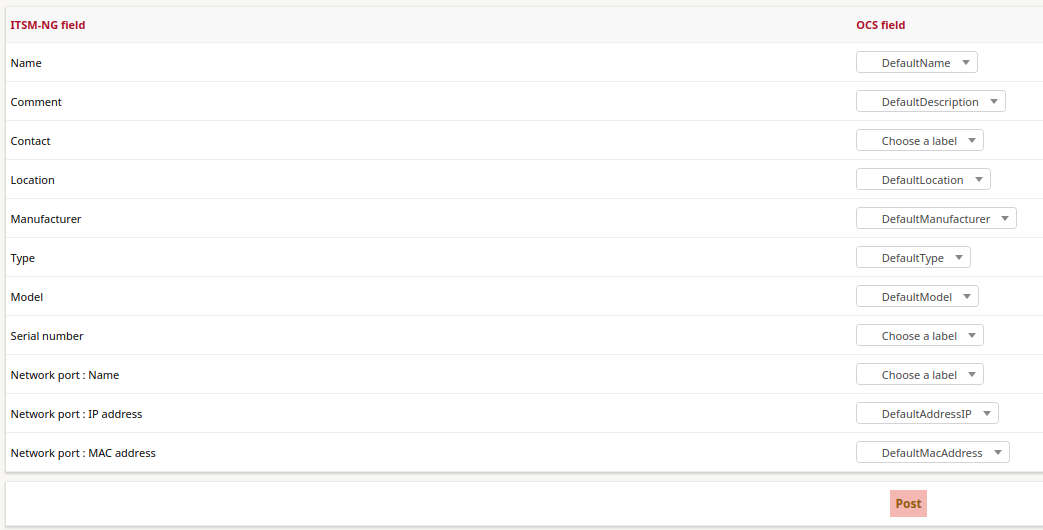 ITSM-NG field OCS field
Name DefaultName
Comment DefaultDescription
Contact Choose a label
Location DefaultLocation
Manufacturer DefaultManufacturer
Type DefaultType
Model DefaultModel
Serial number Choose a label
Network port : Name Choose a label
Network port : IP address DefaultAddressIP
Network port : MAC address DefaultMacAddress
Post